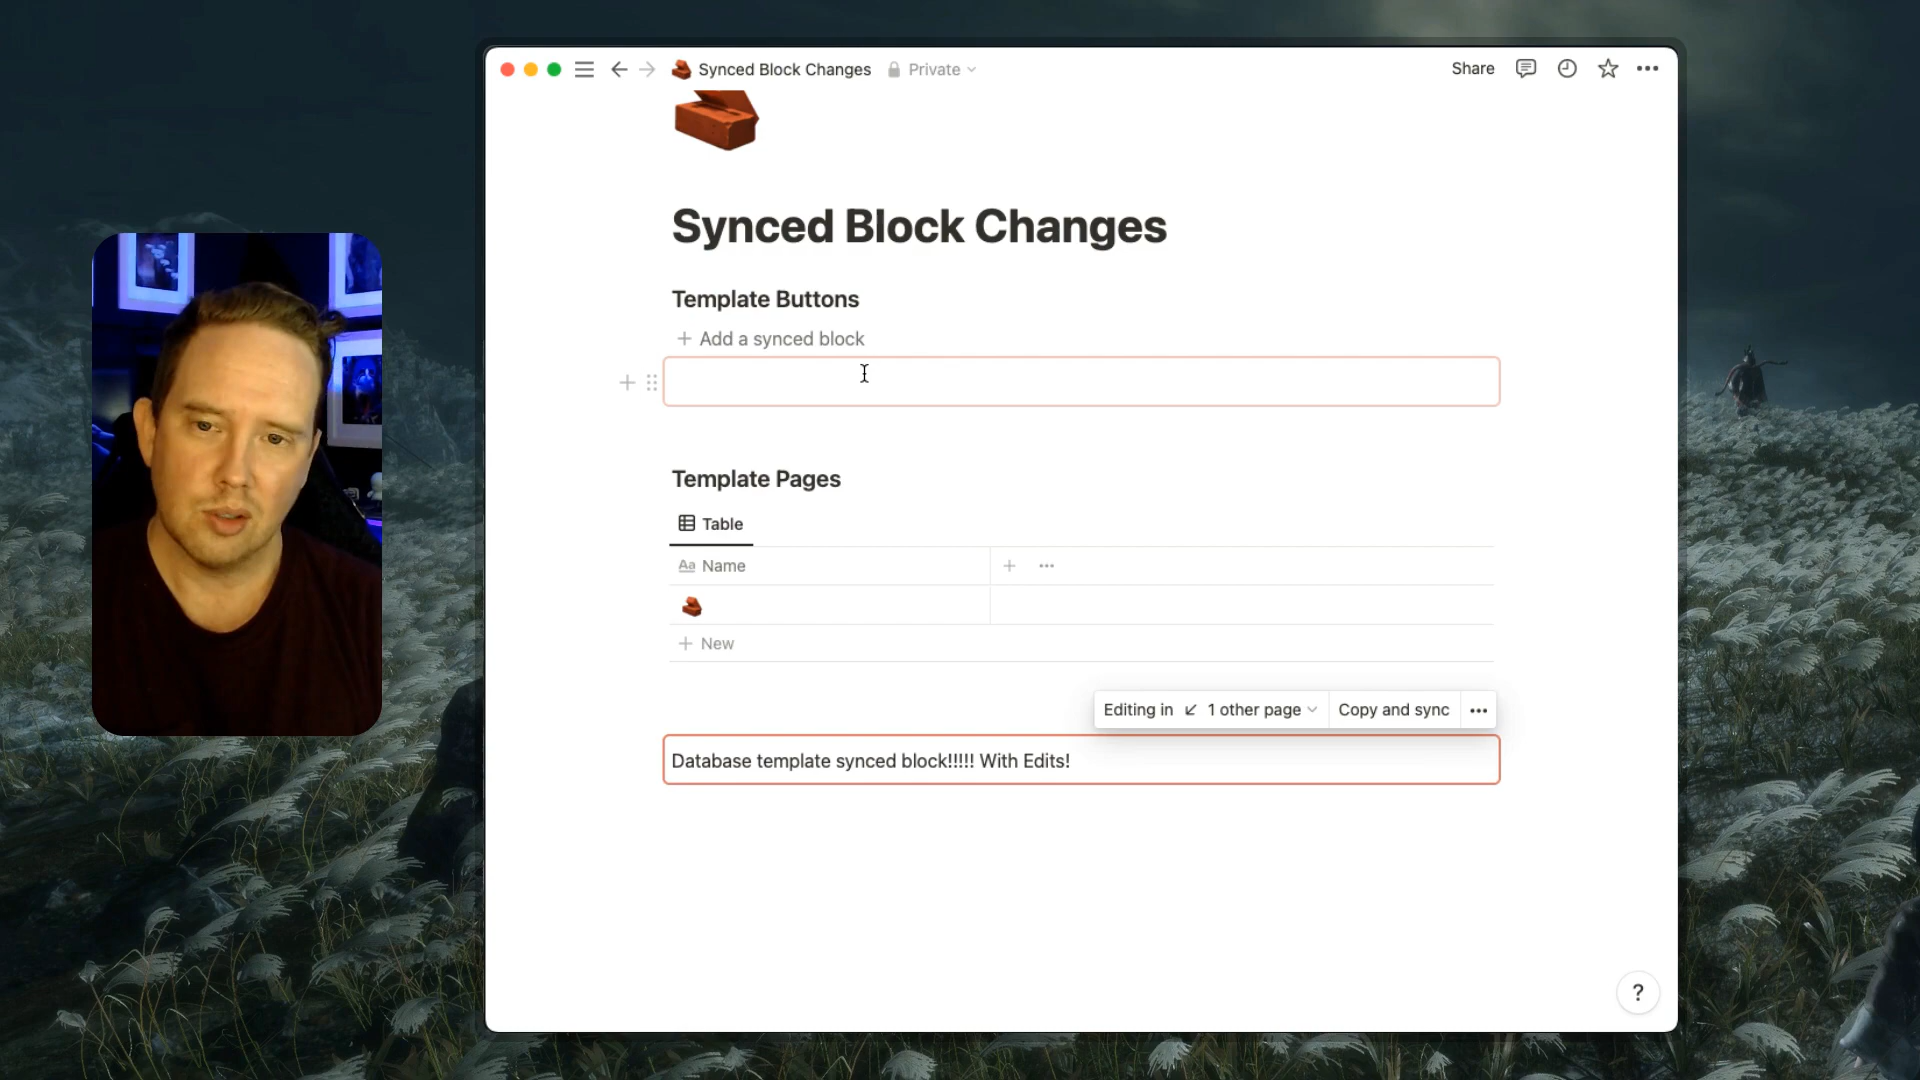 Synced Block Changes Private Share
Synced Block Changes
Template Buttons
+ Add a synced block
Template Pages
Table
Aa Name
+ New
Editing in ↙ 1 other page Copy and sync
Database template synced block!!!!! With Edits!
?